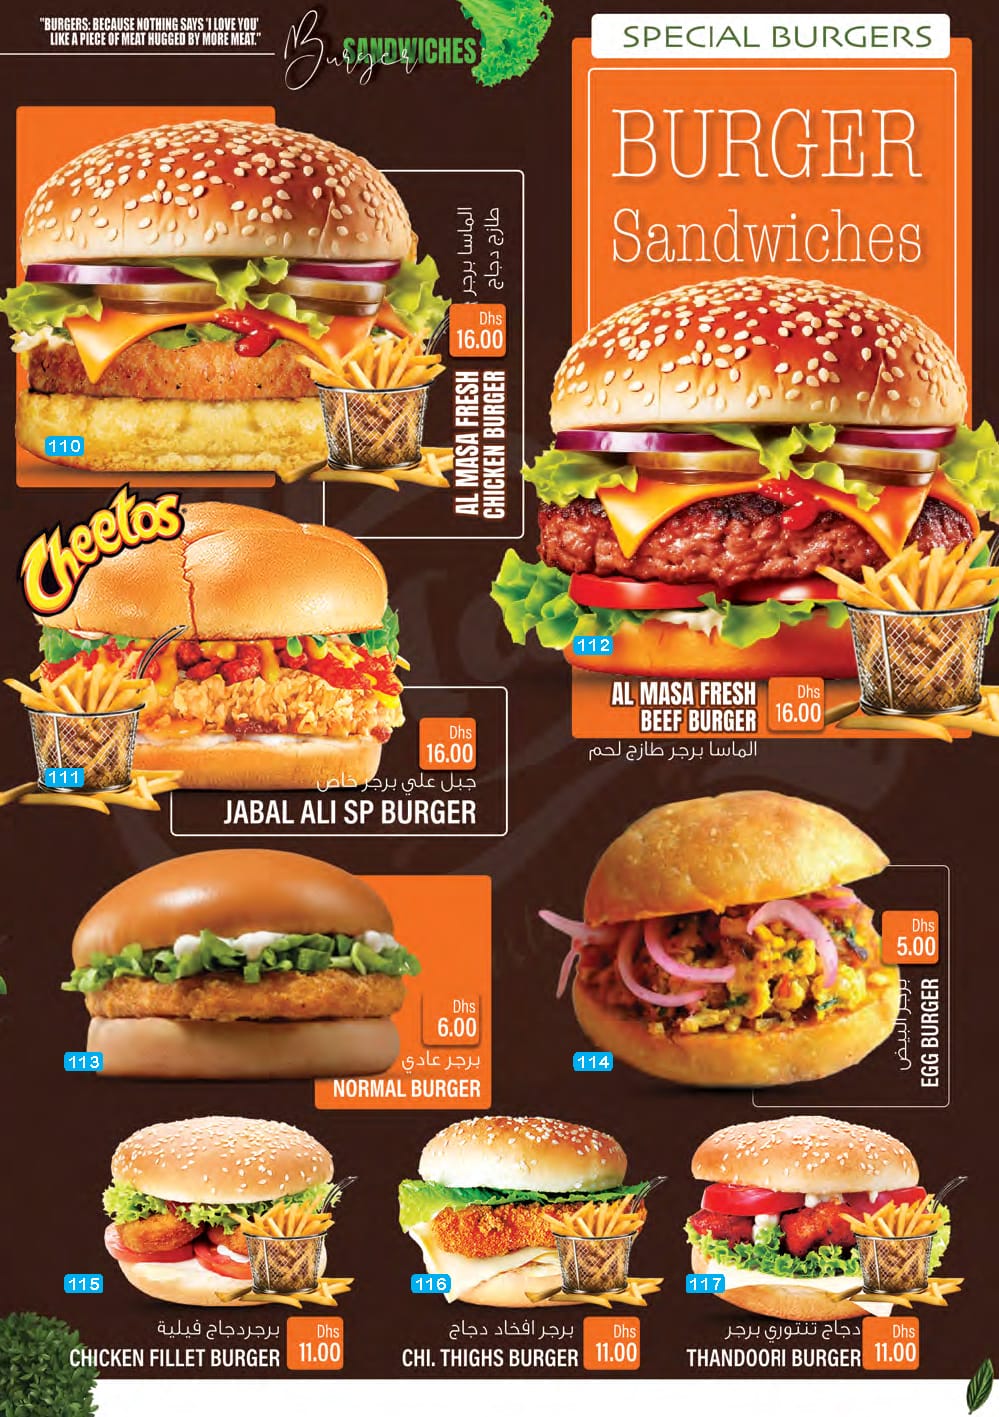 "BURGERS: BECAUSE NOTHING SAYS 'I LOVE YOU'
LIKE A PIECE OF MEAT HUGGED BY MORE MEAT."
Burger SANDWICHES
SPECIAL BURGERS
BURGER
Sandwiches
الماسا برجر
طازج دجاج
Dhs
16.00
AL MASA FRESH
CHICKEN BURGER
110
Cheetos
112
AL MASA FRESH
BEEF BURGER
Dhs
16.00
الماسا برجر طازج لحم
111
Dhs
16.00
جبل علي برجر خاص
JABAL ALI SP BURGER
113
Dhs
6.00
برجر عادي
NORMAL BURGER
114
Dhs
5.00
برجر البيض
EGG BURGER
115
برجردجاج فيلية
CHICKEN FILLET BURGER
Dhs
11.00
116
برجر افخاد دجاج
CHI. THIGHS BURGER
Dhs
11.00
117
دجاج تنتوري برجر
THANDOORI BURGER
Dhs
11.00